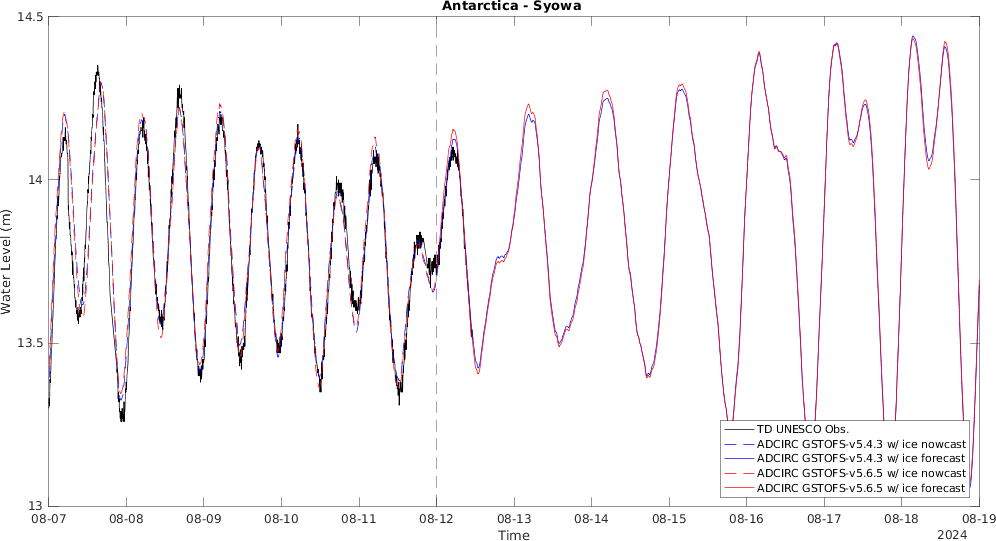 Antarctica - Syowa
14.5
14
13.5
13
Water Level (m)
TD UNESCO Obs.
ADCIRC GSTOFS-v5.4.3 w/ ice nowcast
ADCIRC GSTOFS-v5.4.3 w/ ice forecast
ADCIRC GSTOFS-v5.6.5 w/ ice nowcast
ADCIRC GSTOFS-v5.6.5 w/ ice forecast
08-07 08-08 08-09 08-10 08-11 08-12 08-13 08-14 08-15 08-16 08-17 08-18 08-19
Time
2024